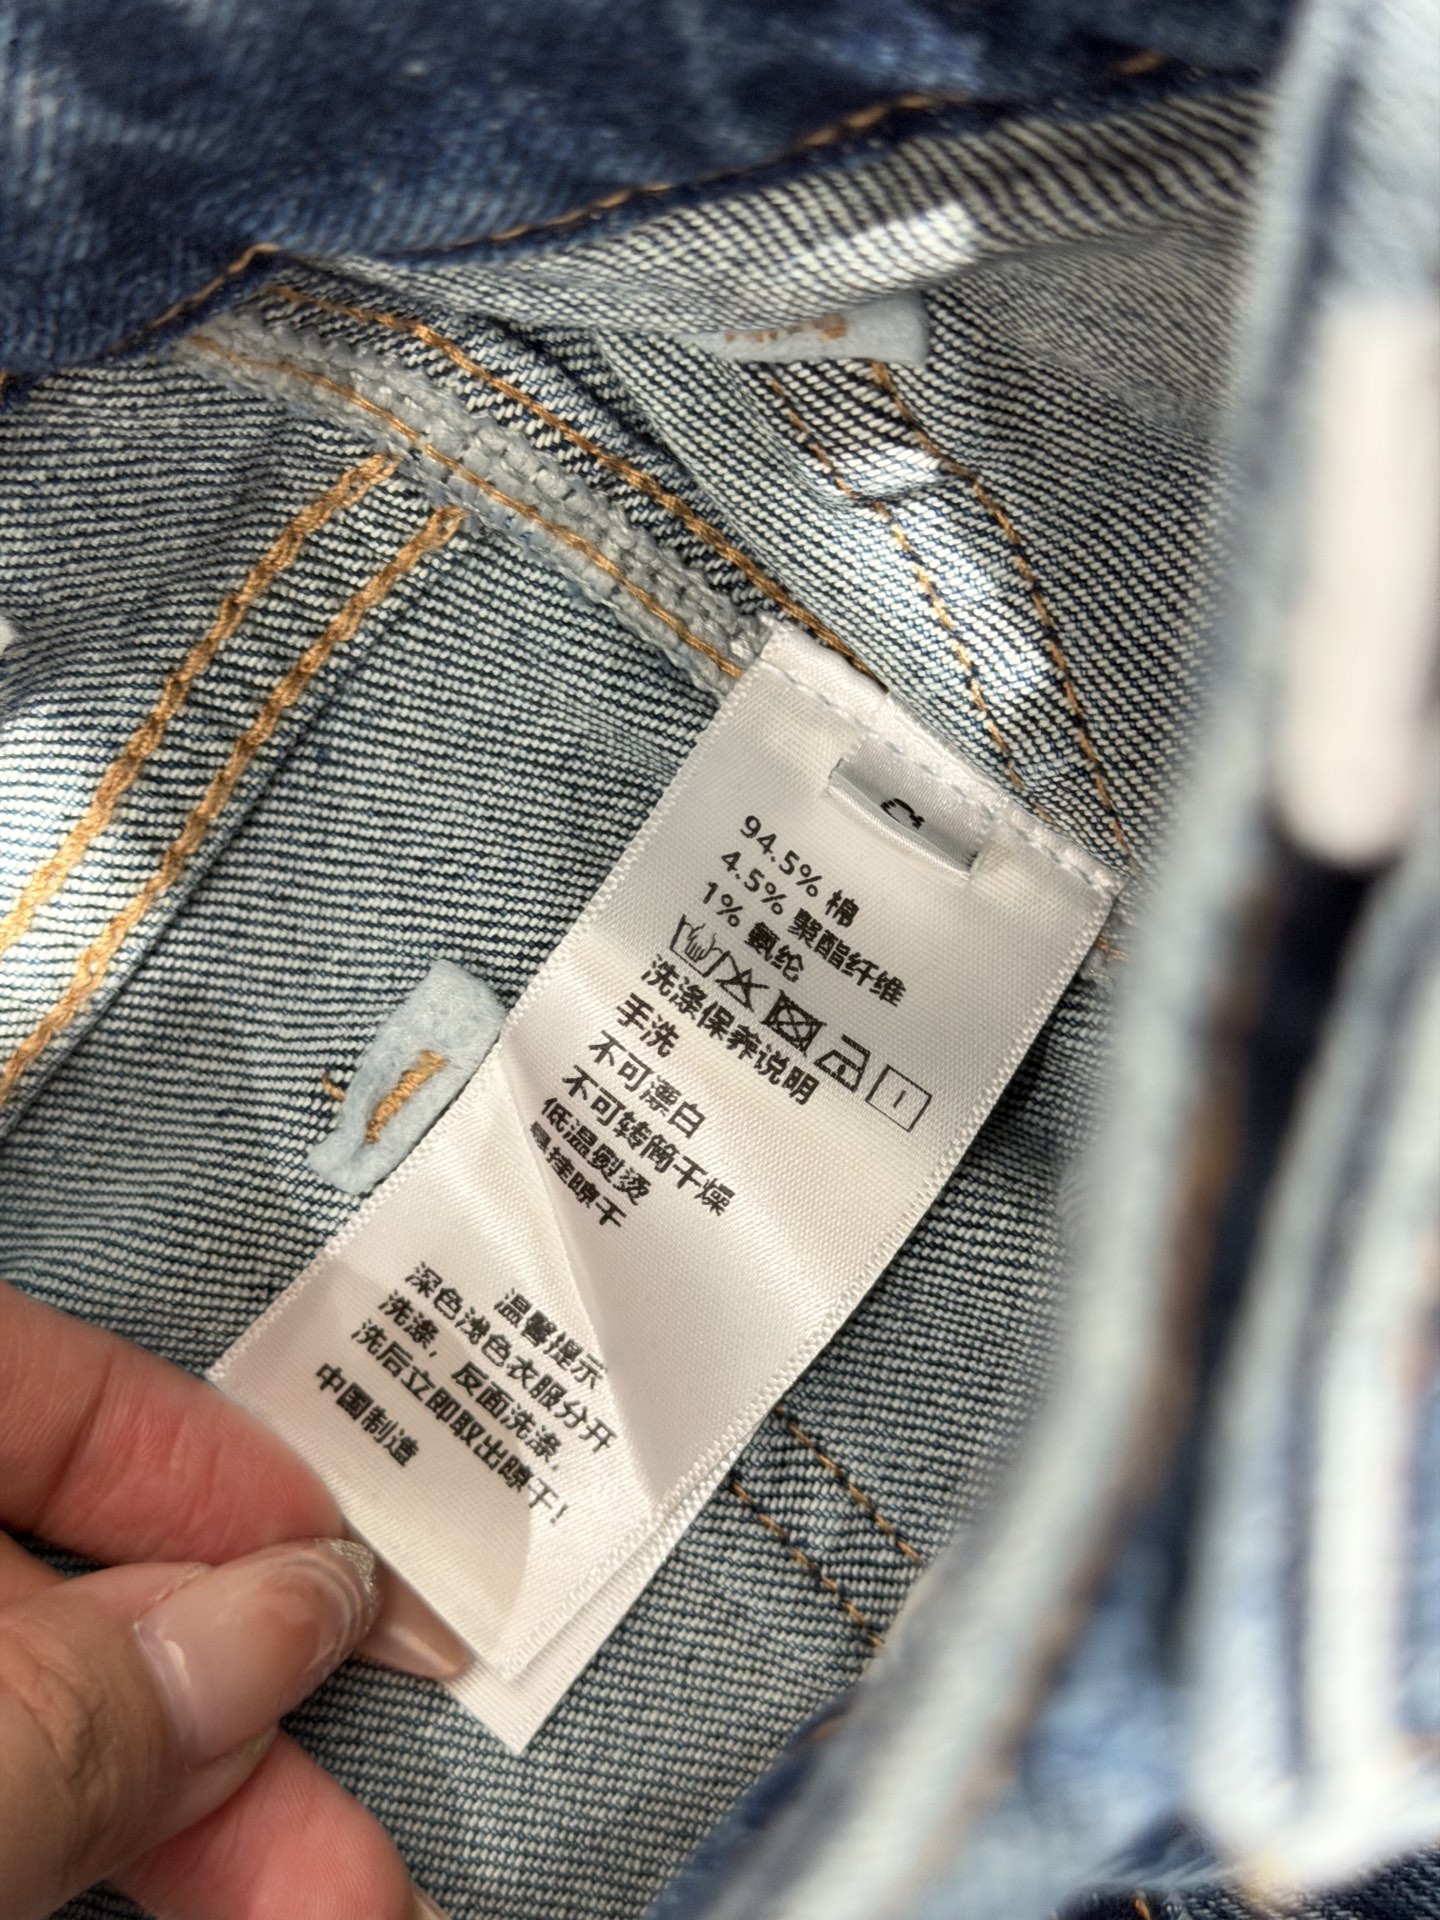 94.5% 棉
4.5% 聚酯纤维
1% 氨纶
洗涤保养说明
手洗
不可漂白
不可转筒干燥
低温熨烫
悬挂晾干
温馨提示
深色浅色衣服分开
洗涤，反面洗涤，
洗后立即取出晾干！
中国制造